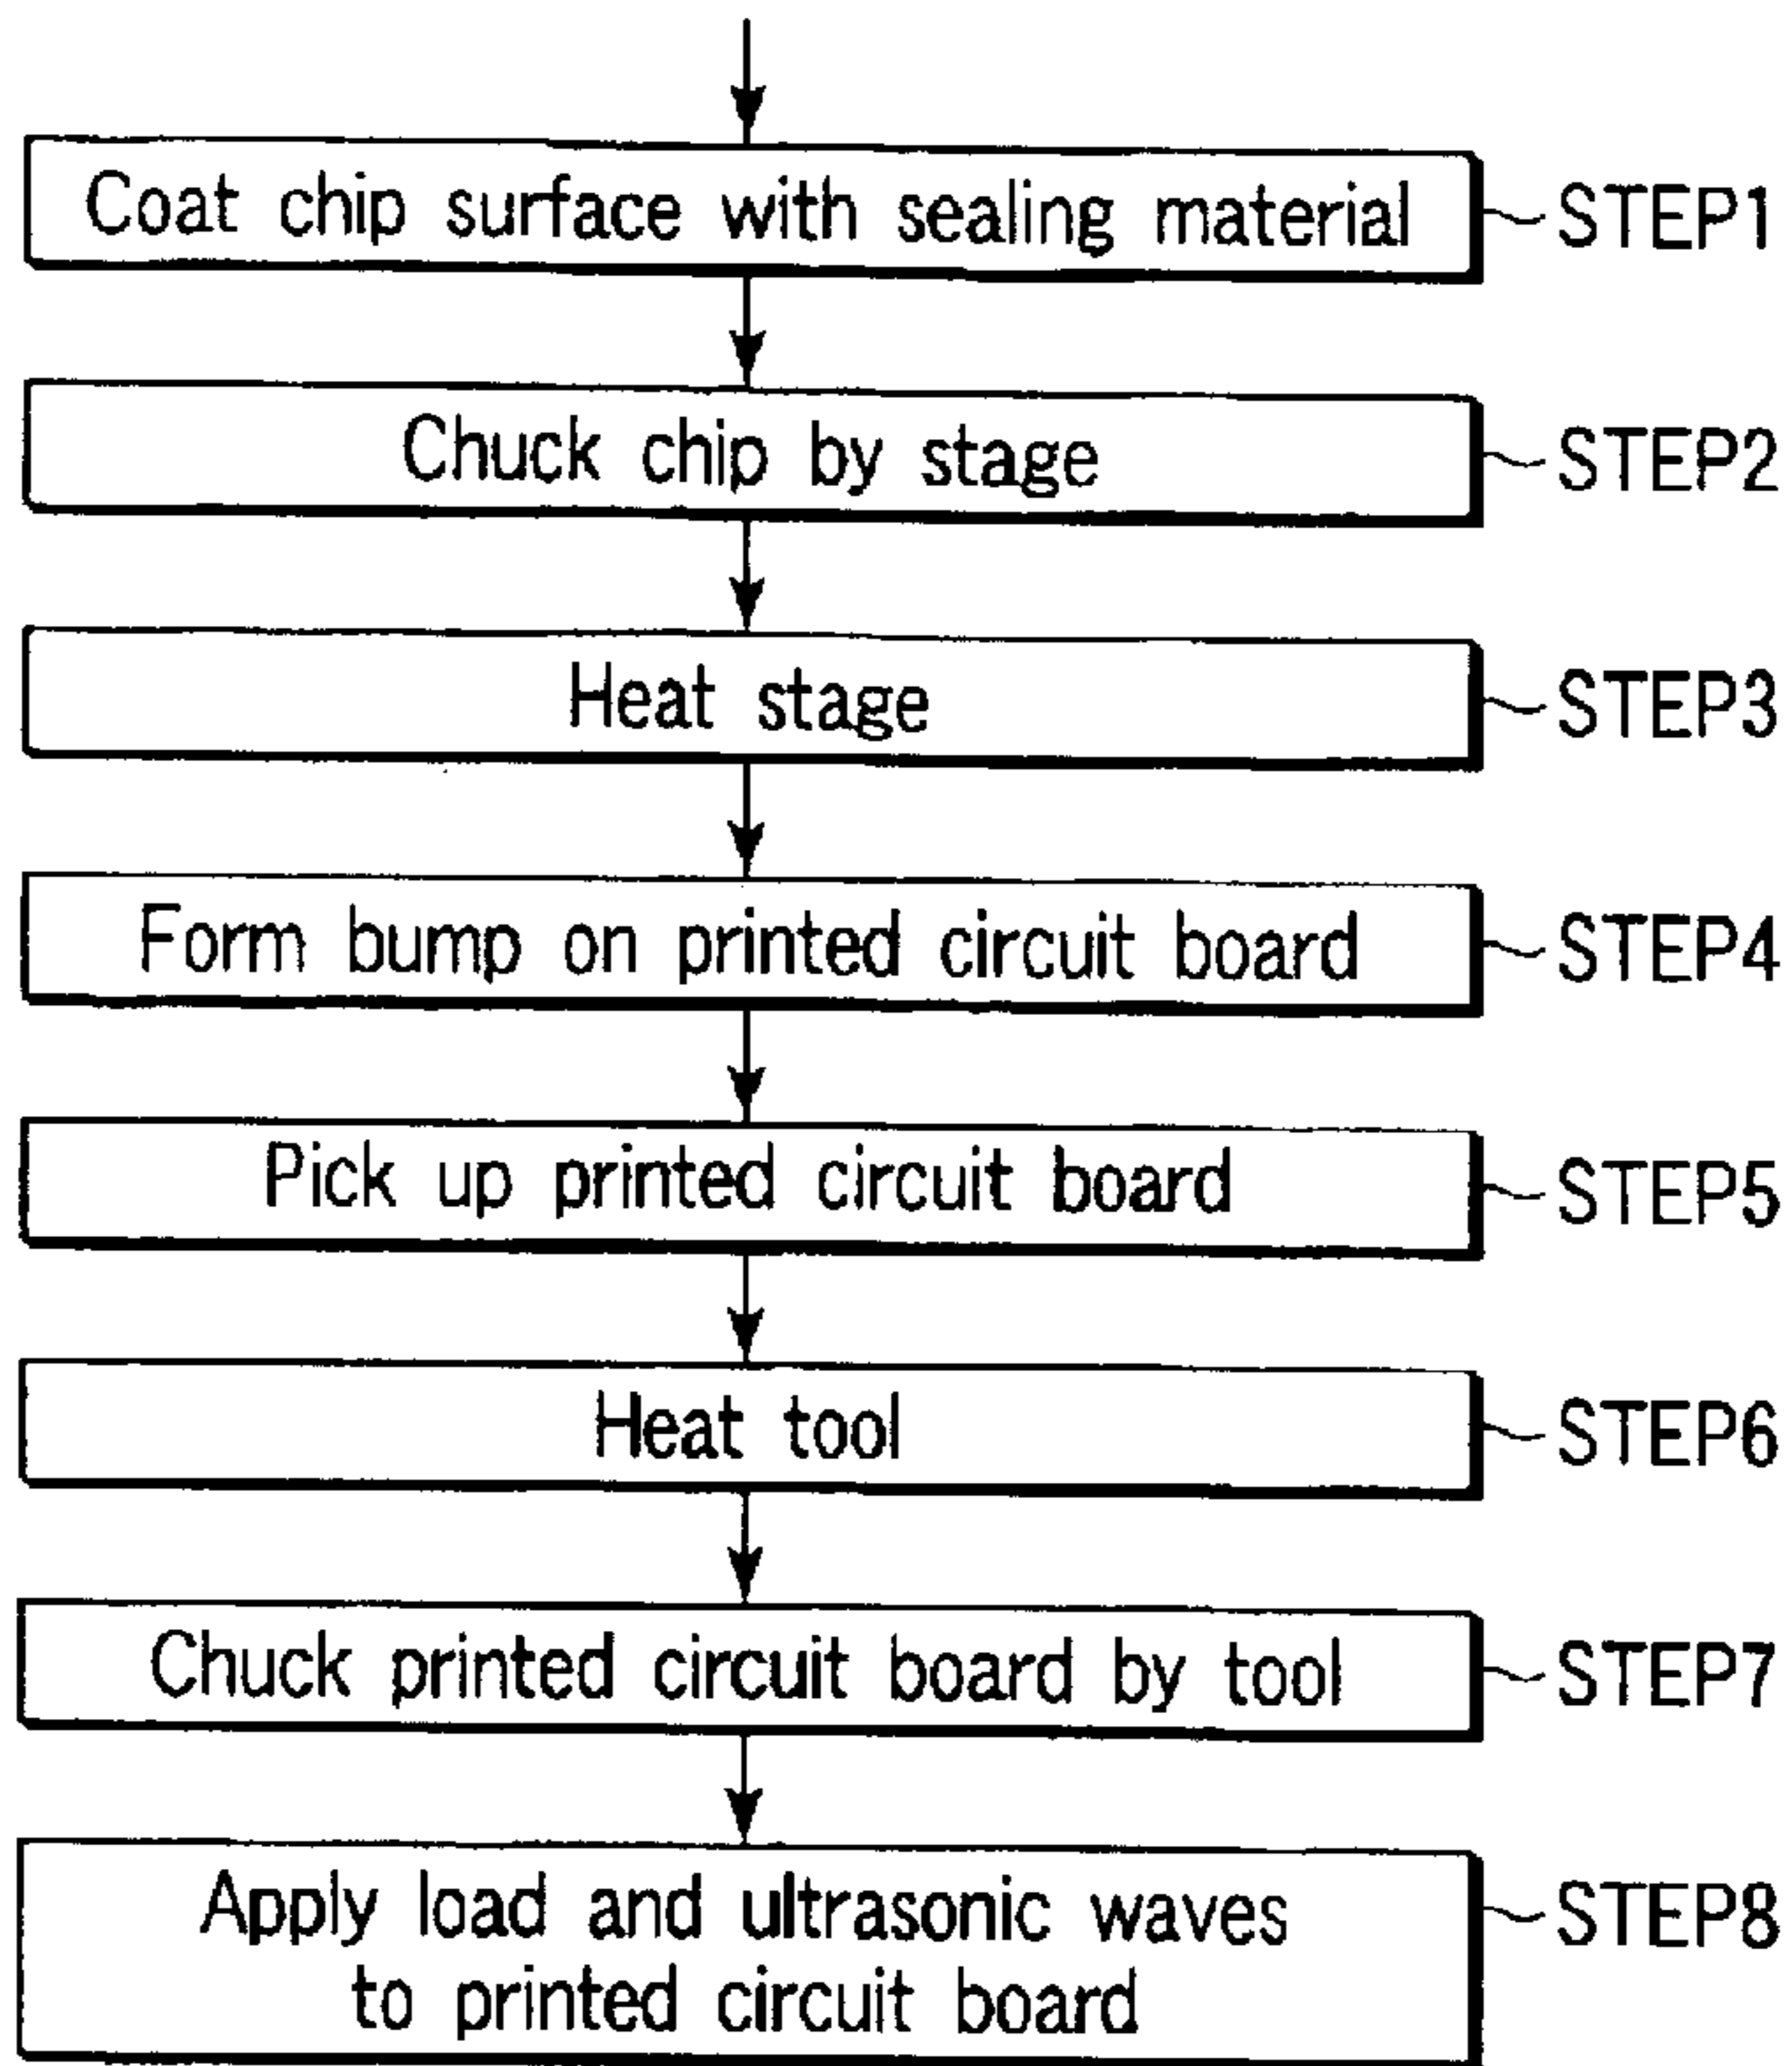 Coat chip surface with sealing material STEP1
Chuck chip by stage STEP2
Heat stage STEP3
Form bump on printed circuit board STEP4
Pick up printed circuit board STEP5
Heat tool STEP6
Chuck printed circuit board by tool STEP7
Apply load and ultrasonic waves STEP8
to printed circuit board